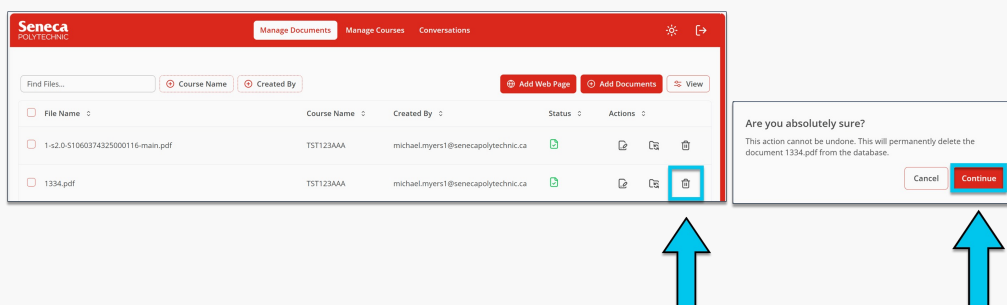 Seneca
POLYTECHNIC
Manage Documents Manage Courses Conversations
Find Files... Course Name Created By Add Web Page Add Documents View
File Name Course Name Created By Status Actions
1-s2.0-S1060374325000116-main.pdf TST123AAA michael.myers1@senecapolytechnic.ca
1334.pdf TST123AAA michael.myers1@senecapolytechnic.ca
Are you absolutely sure?
This action cannot be undone. This will permanently delete the
document 1334.pdf from the database.
Cancel Continue